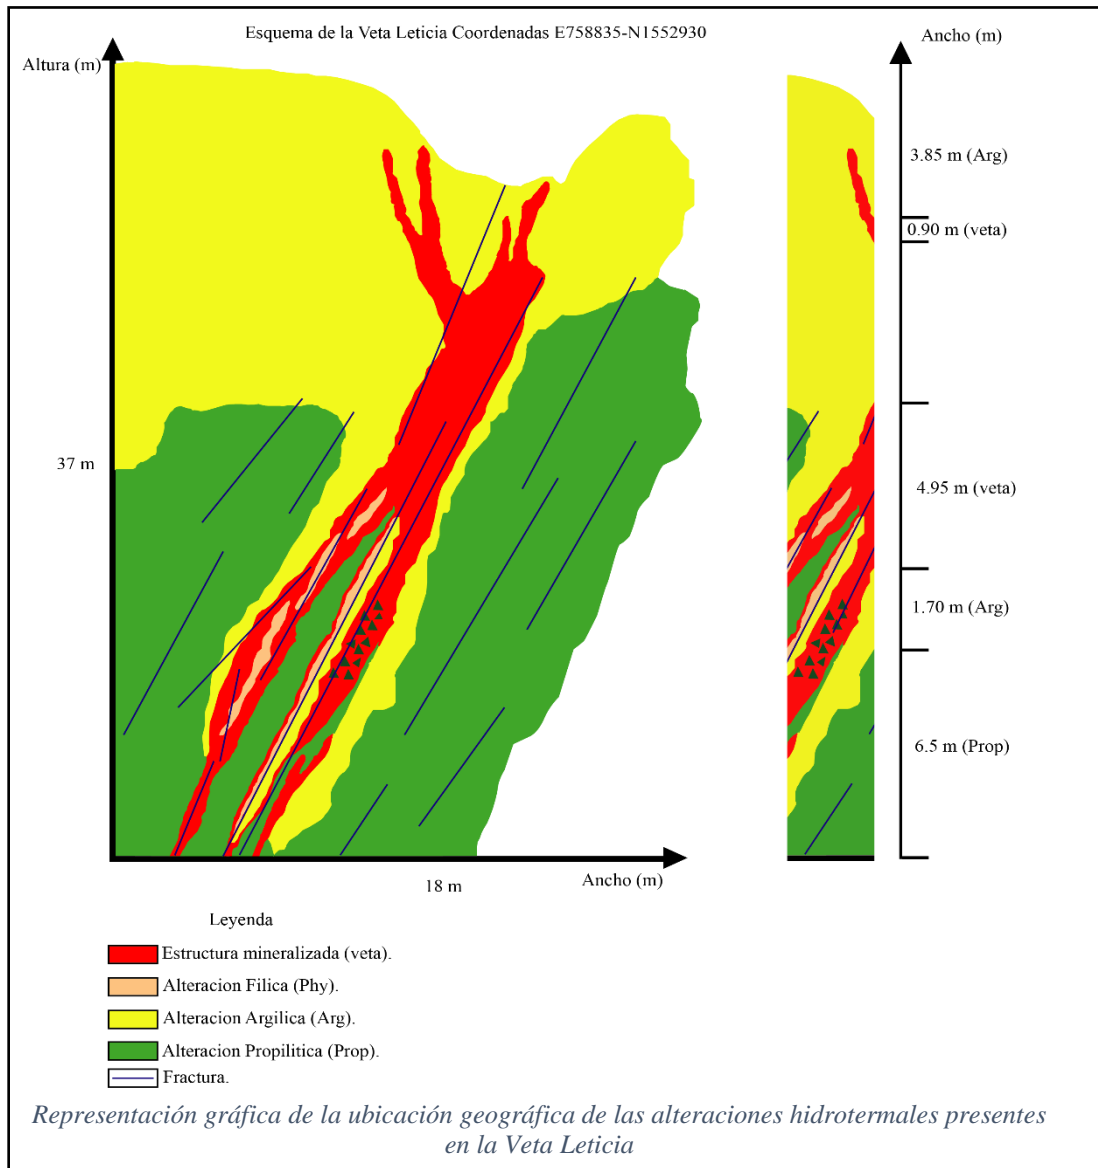 Esquema de la Veta Leticia Coordenadas E758835-N1552930
Altura (m)
37 m
18 m
Ancho (m)
Ancho (m)
3.85 m (Arg)
0.90 m (veta)
4.95 m (veta)
1.70 m (Arg)
6.5 m (Prop)
Leyenda
Estructura mineralizada (veta).
Alteracion Filica (Phy).
Alteracion Argilica (Arg).
Alteracion Propilitica (Prop).
Fractura.
Representación gráfica de la ubicación geográfica de las alteraciones hidrotermales presentes
en la Veta Leticia